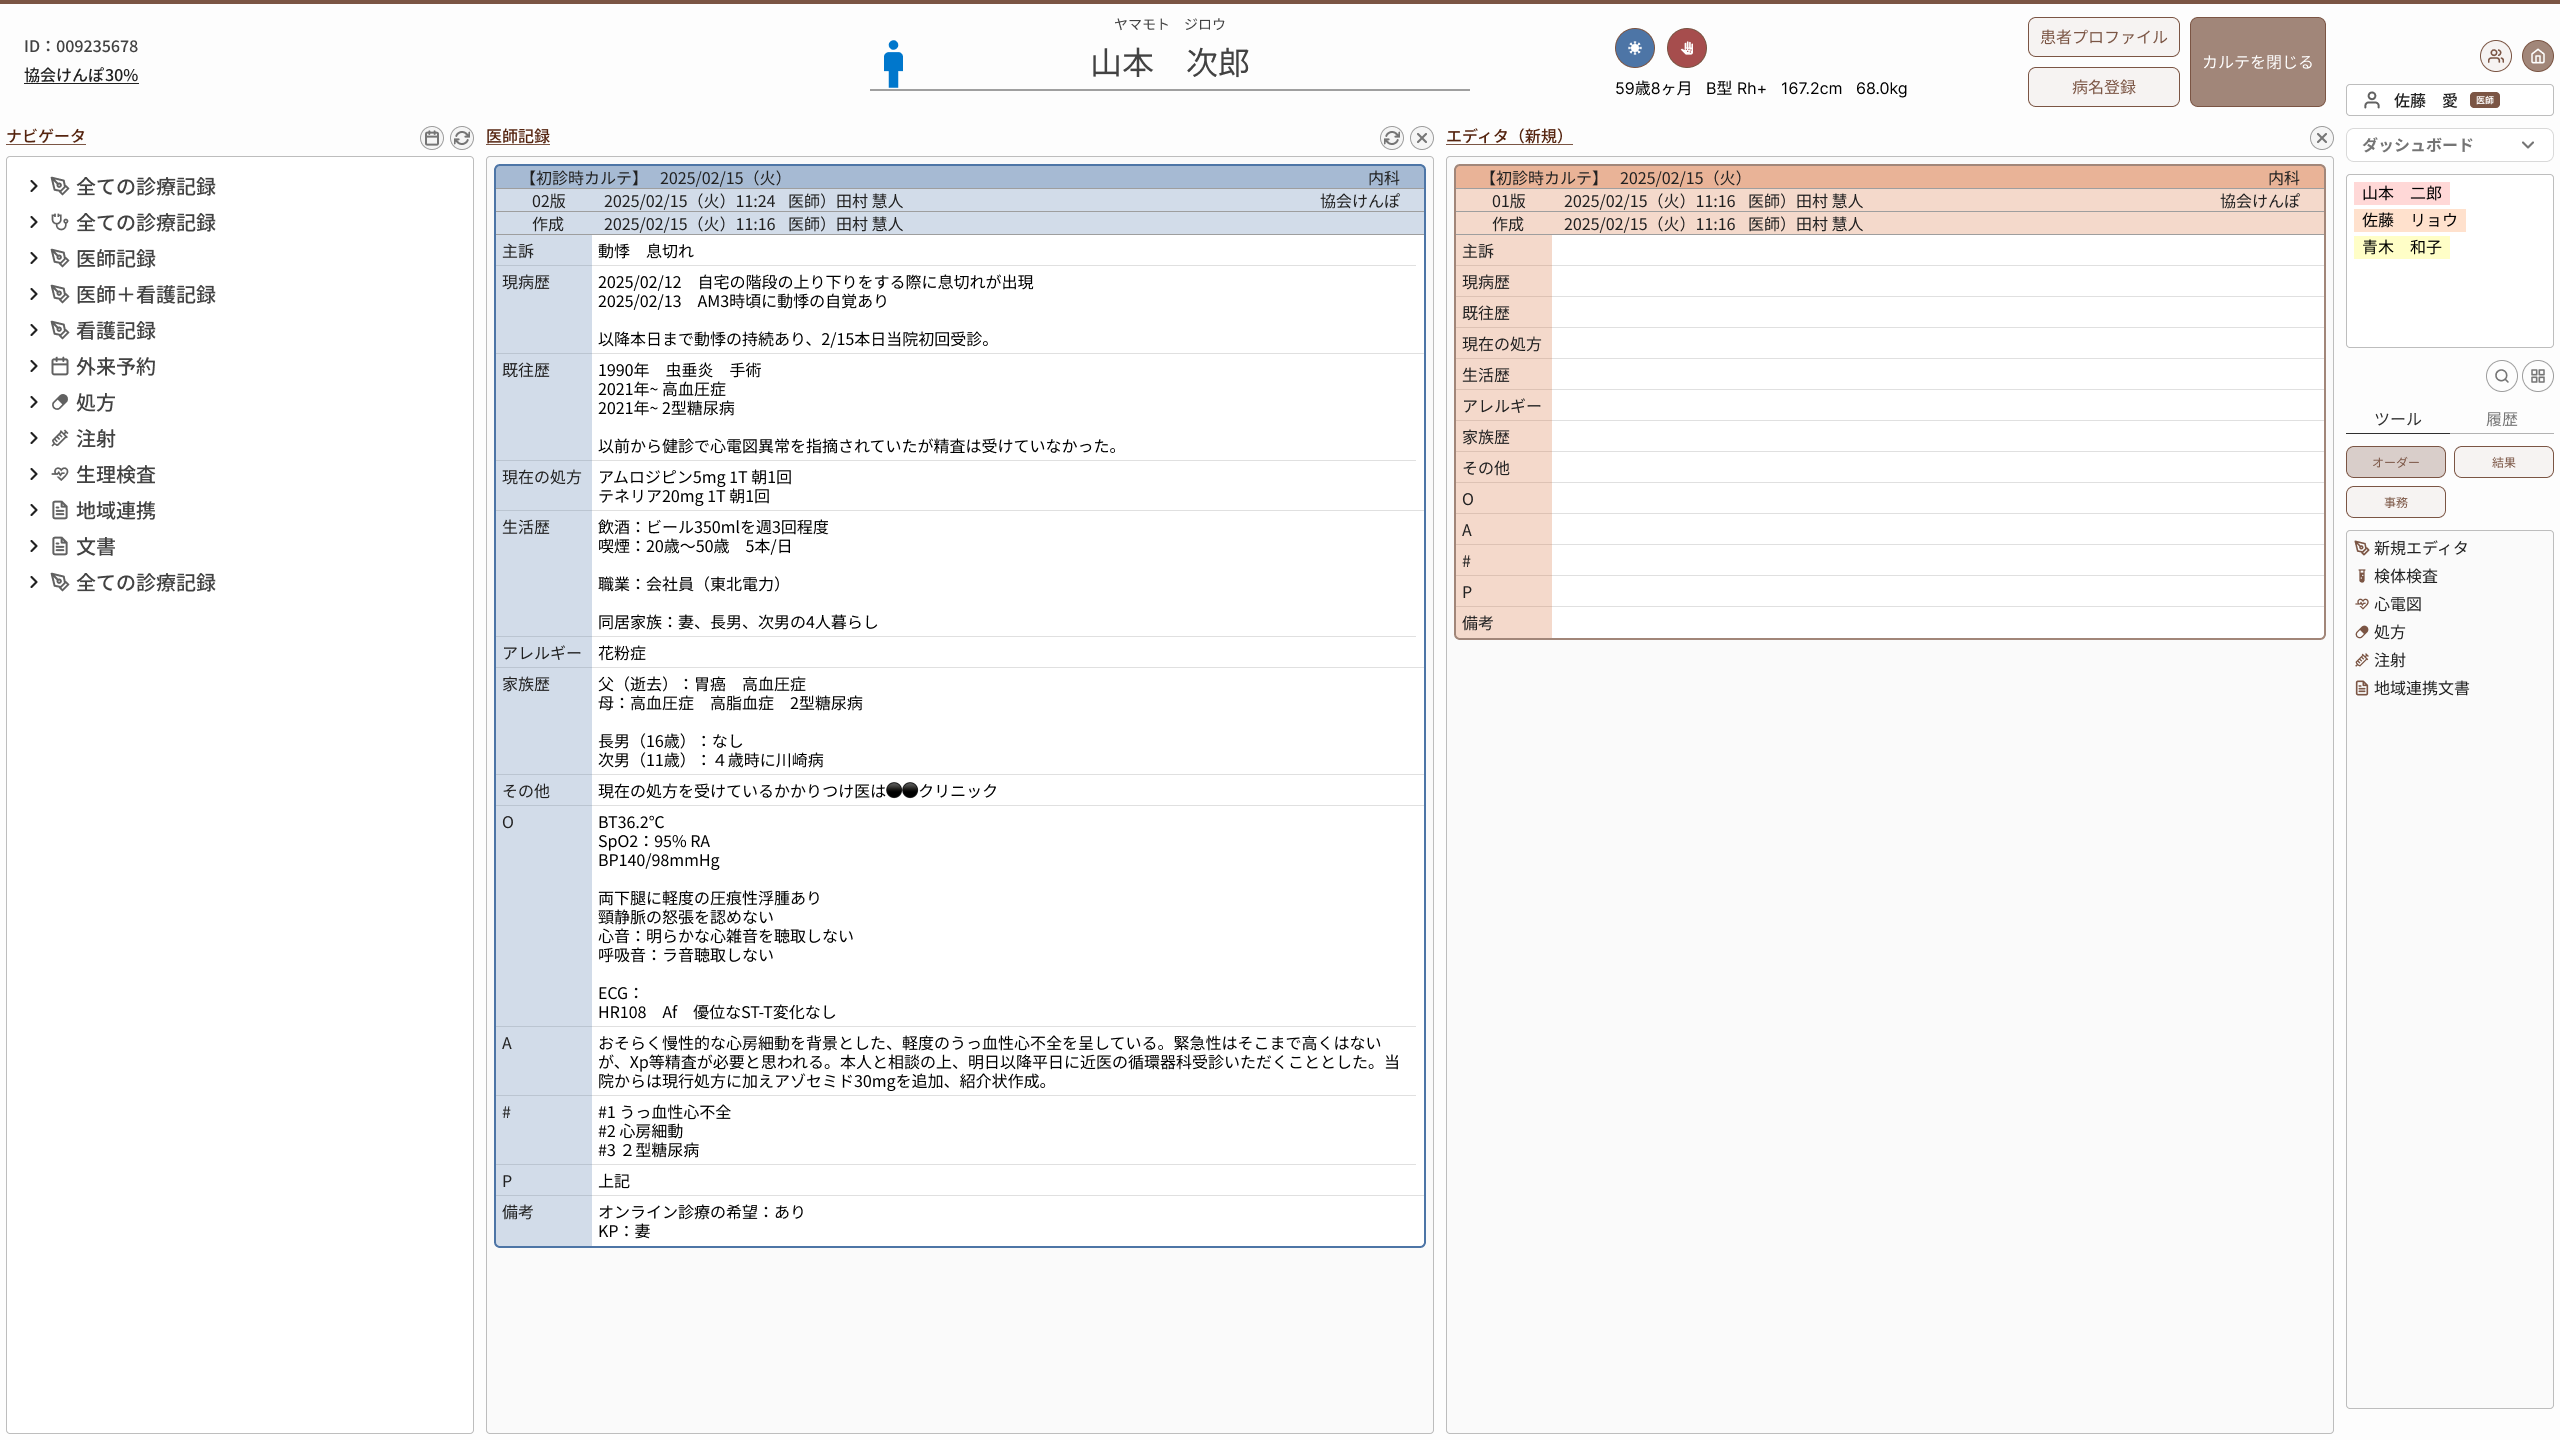 ID：009235678
協会けんぽ30%
ヤマモト　ジロウ
山本　次郎
59歳8ヶ月　B型 Rh+　167.2cm　68.0kg
患者プロファイル
病名登録
カルテを閉じる
ナビゲータ
全ての診療記録
全ての診療記録
医師記録
医師＋看護記録
看護記録
外来予約
処方
注射
生理検査
地域連携
文書
全ての診療記録
医師記録
【初診時カルテ】　2025/02/15（火）　内科
02版　2025/02/15（火）11:24　医師）田村 慧人　協会けんぽ
作成　2025/02/15（火）11:16　医師）田村 慧人
主訴　動悸　息切れ
現病歴　2025/02/12　自宅の階段の上り下りをする際に息切れが出現
2025/02/13　AM3時頃に動悸の自覚あり
以降本日まで動悸の持続あり、2/15本日当院初回受診。
既往歴　1990年　虫垂炎　手術
2021年~ 高血圧症
2021年~ 2型糖尿病
以前から健診で心電図異常を指摘されていたが精査は受けていなかった。
現在の処方　アムロジピン5mg 1T 朝1回
テネリア20mg 1T 朝1回
生活歴　飲酒：ビール350mlを週3回程度
喫煙：20歳〜50歳　5本/日
職業：会社員（東北電力）
同居家族：妻、長男、次男の4人暮らし
アレルギー　花粉症
家族歴　父（逝去）：胃癌　高血圧症
母：高血圧症　高脂血症　2型糖尿病
長男（16歳）：なし
次男（11歳）：４歳時に川崎病
その他　現在の処方を受けているかかりつけ医は⚫⚫クリニック
O　BT36.2℃
SpO2：95% RA
BP140/98mmHg
両下腿に軽度の圧痕性浮腫あり
頸静脈の怒張を認めない
心音：明らかな心雑音を聴取しない
呼吸音：ラ音聴取しない
ECG：
HR108　Af　優位なST-T変化なし
A　おそらく慢性的な心房細動を背景とした、軽度のうっ血性心不全を呈している。緊急性はそこまで高くはない
が、Xp等精査が必要と思われる。本人と相談の上、明日以降平日に近医の循環器科受診いただくこととした。当
院からは現行処方に加えアゾセミド30mgを追加、紹介状作成。
#　#1 うっ血性心不全
#2 心房細動
#3 ２型糖尿病
P　上記
備考　オンライン診療の希望：あり
KP：妻
エディタ（新規）
【初診時カルテ】　2025/02/15（火）　内科
01版　2025/02/15（火）11:16　医師）田村 慧人　協会けんぽ
作成　2025/02/15（火）11:16　医師）田村 慧人
主訴
現病歴
既往歴
現在の処方
生活歴
アレルギー
家族歴
その他
O
A
#
P
備考
佐藤　愛　医師
ダッシュボード
山本　二郎
佐藤　リョウ
青木　和子
ツール　履歴
オーダー　結果
事務
新規エディタ
検体検査
心電図
処方
注射
地域連携文書